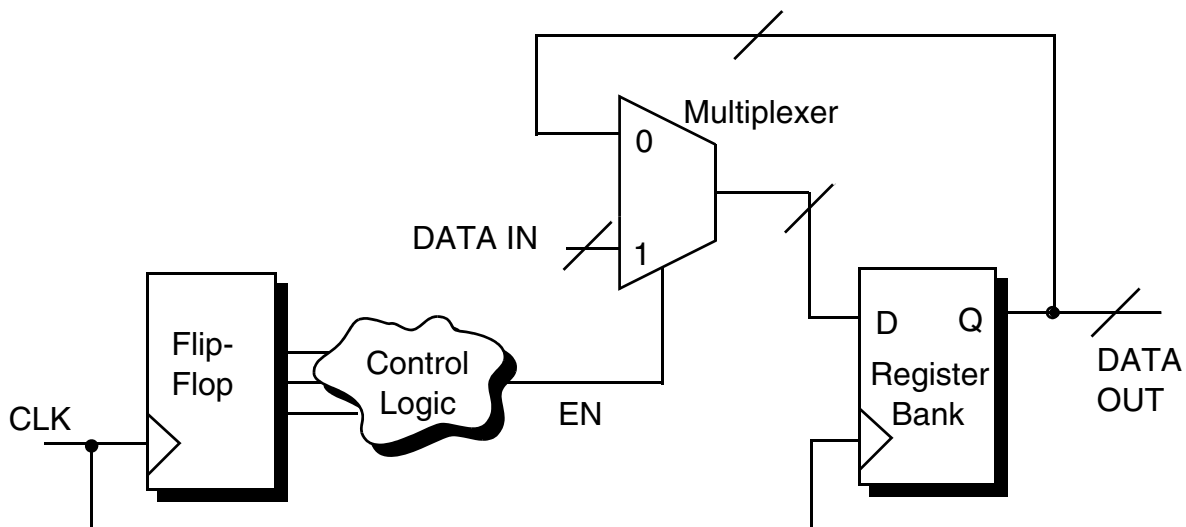 Multiplexer
0
DATA IN
1
Flip-
Flop
Control
Logic
D
Q
Register
Bank
DATA
OUT
CLK
EN